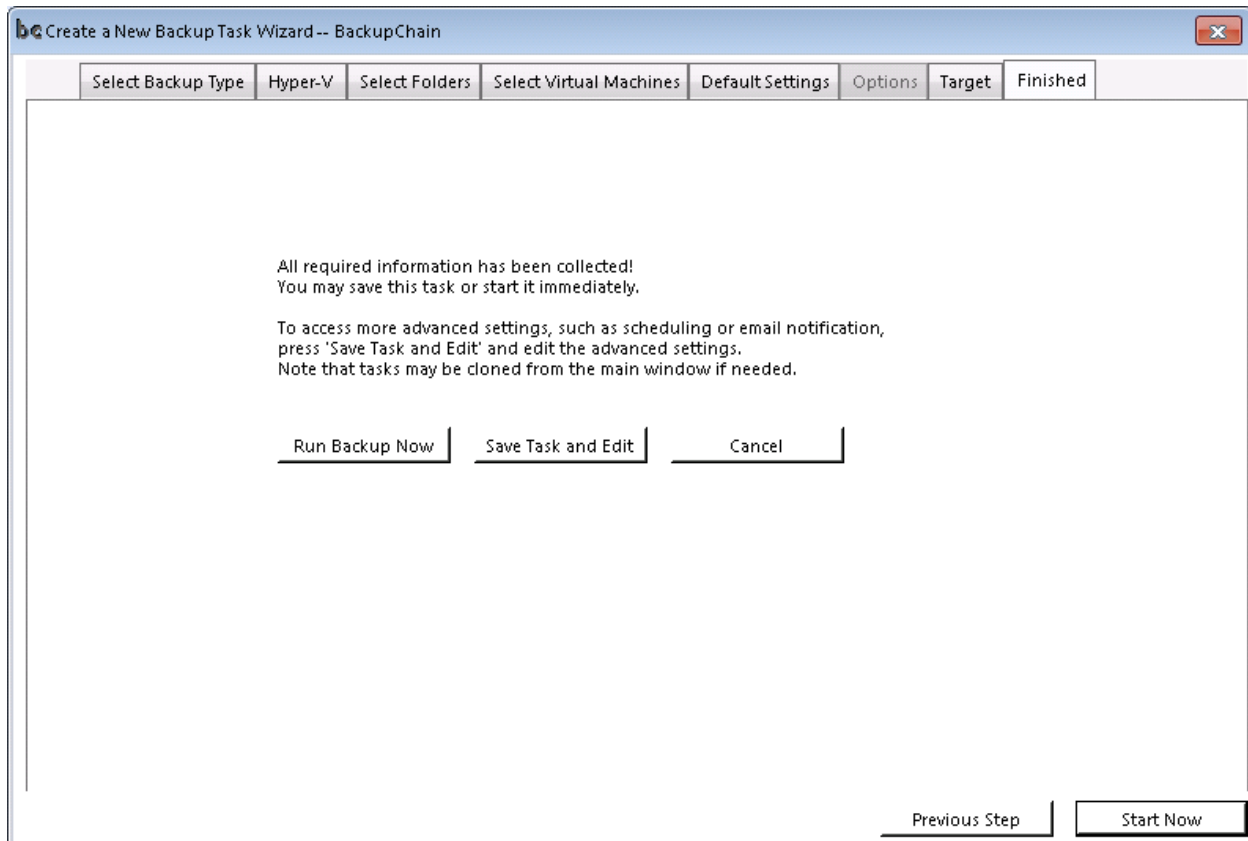 bc Create a New Backup Task Wizard -- BackupChain
Select Backup Type
Hyper-V
Select Folders
Select Virtual Machines
Default Settings
Options
Target
Finished
All required information has been collected!
You may save this task or start it immediately.
To access more advanced settings, such as scheduling or email notification,
press 'Save Task and Edit' and edit the advanced settings.
Note that tasks may be cloned from the main window if needed.
Run Backup Now
Save Task and Edit
Cancel
Previous Step
Start Now